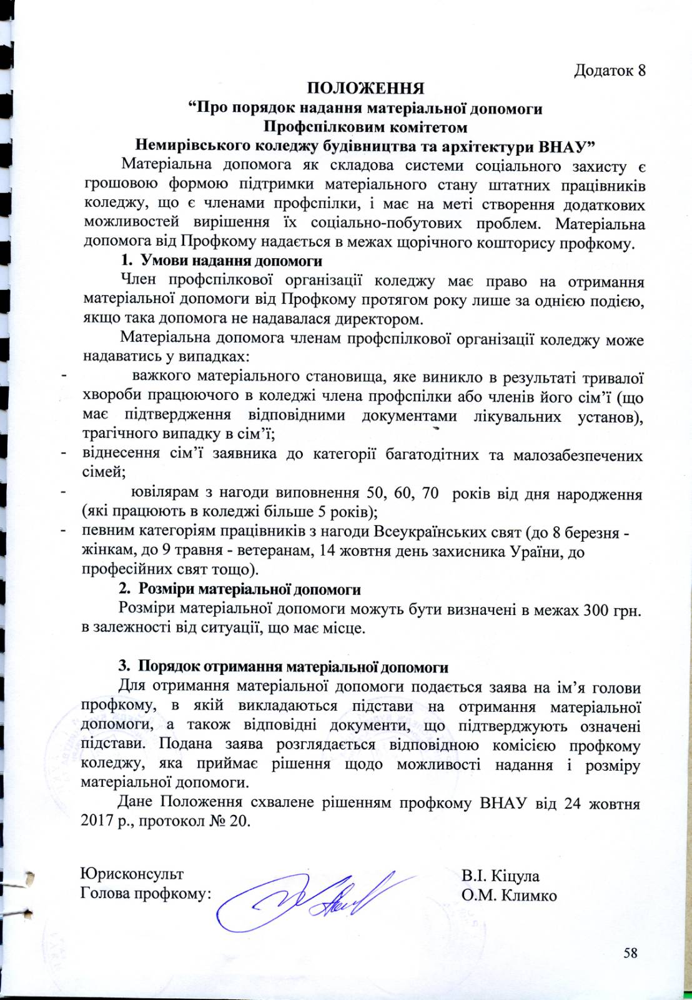 Додаток 8
ПОЛОЖЕННЯ
“Про порядок надання матеріальної допомоги
Профспілковим комітетом
Немирівського коледжу будівництва та архітектури ВНАУ”
Матеріальна допомога як складова системи соціального захисту є
грошовою формою підтримки матеріального стану штатних працівників
коледжу, що є членами профспілки, і має на меті створення додаткових
можливостей вирішення їх соціально-побутових проблем. Матеріальна
допомога від Профкому надається в межах щорічного кошторису профкому.
1. Умови надання допомоги
Член профспілкової організації коледжу має право на отримання
матеріальної допомоги від Профкому протягом року лише за однією подією,
якщо така допомога не надавалася директором.
Матеріальна допомога членам профспілкової організації коледжу може
надаватись у випадках:
- важкого матеріального становища, яке виникло в результаті тривалої
хвороби працюючого в коледжі члена профспілки або членів його сім’ї (що
має підтвердження відповідними документами лікувальних установ),
трагічного випадку в сім’ї;
- віднесення сім’ї заявника до категорії багатодітних та малозабезпечених
сімей;
- ювілярам з нагоди виповнення 50, 60, 70 років від дня народження
(які працюють в коледжі більше 5 років);
- певним категоріям працівників з нагоди Всеукраїнських свят (до 8 березня -
жінкам, до 9 травня - ветеранам, 14 жовтня день захисника Ураїни, до
професійних свят тощо).
2. Розміри матеріальної допомоги
Розміри матеріальної допомоги можуть бути визначені в межах 300 грн.
в залежності від ситуації, що має місце.
3. Порядок отримання матеріальної допомоги
Для отримання матеріальної допомоги подається заява на ім’я голови
профкому, в якій викладаються підстави на отримання матеріальної
допомоги, а також відповідні документи, що підтверджують означені
підстави. Подана заява розглядається відповідною комісією профкому
коледжу, яка приймає рішення щодо можливості надання і розміру
матеріальної допомоги.
Дане Положення схвалене рішенням профкому ВНАУ від 24 жовтня
2017 р., протокол № 20.
Юрисконсульт В.І. Кіцула
Голова профкому: О.М. Климко
58